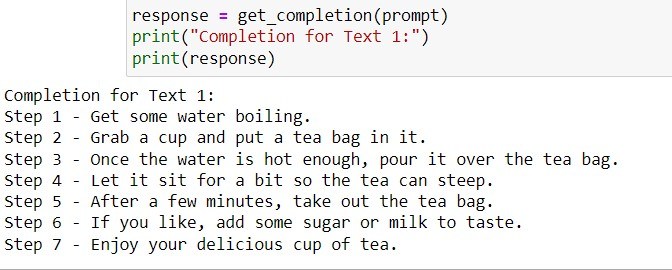 response = get_completion(prompt)
print("Completion for Text 1:")
print(response)
Completion for Text 1:
Step 1 - Get some water boiling.
Step 2 - Grab a cup and put a tea bag in it.
Step 3 - Once the water is hot enough, pour it over the tea bag.
Step 4 - Let it sit for a bit so the tea can steep.
Step 5 - After a few minutes, take out the tea bag.
Step 6 - If you like, add some sugar or milk to taste.
Step 7 - Enjoy your delicious cup of tea.